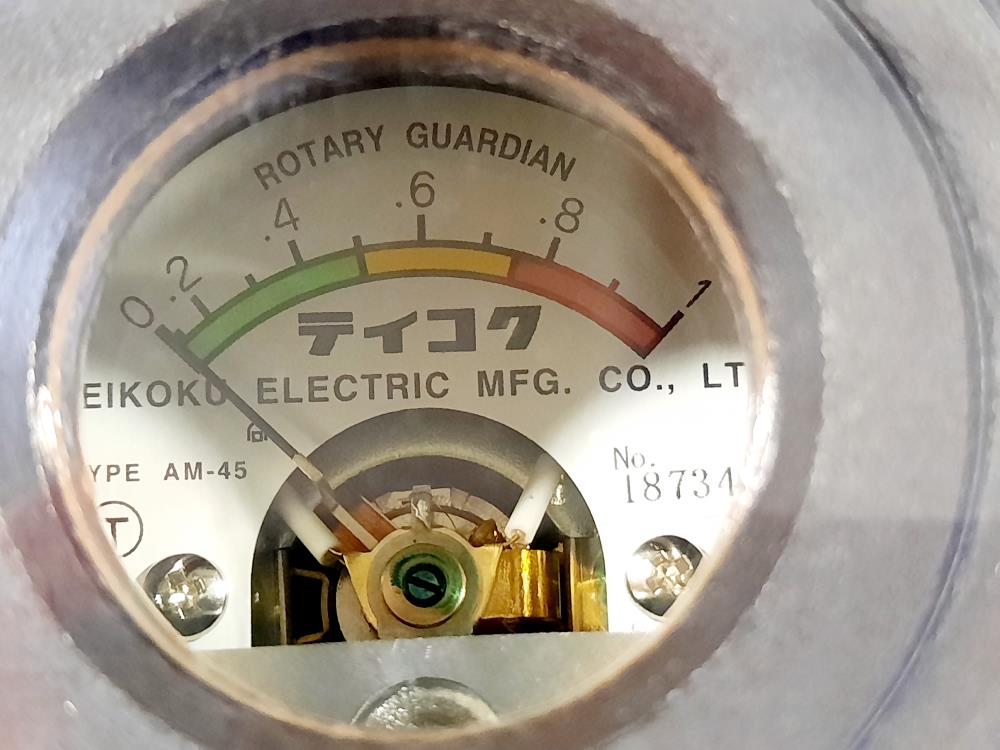 ROTARY GUARDIAN
0 .2 .4 .6 .8 1
テイコク
EIKOKU ELECTRIC MFG. CO., LT
YPE AM-45
No.
18734
T